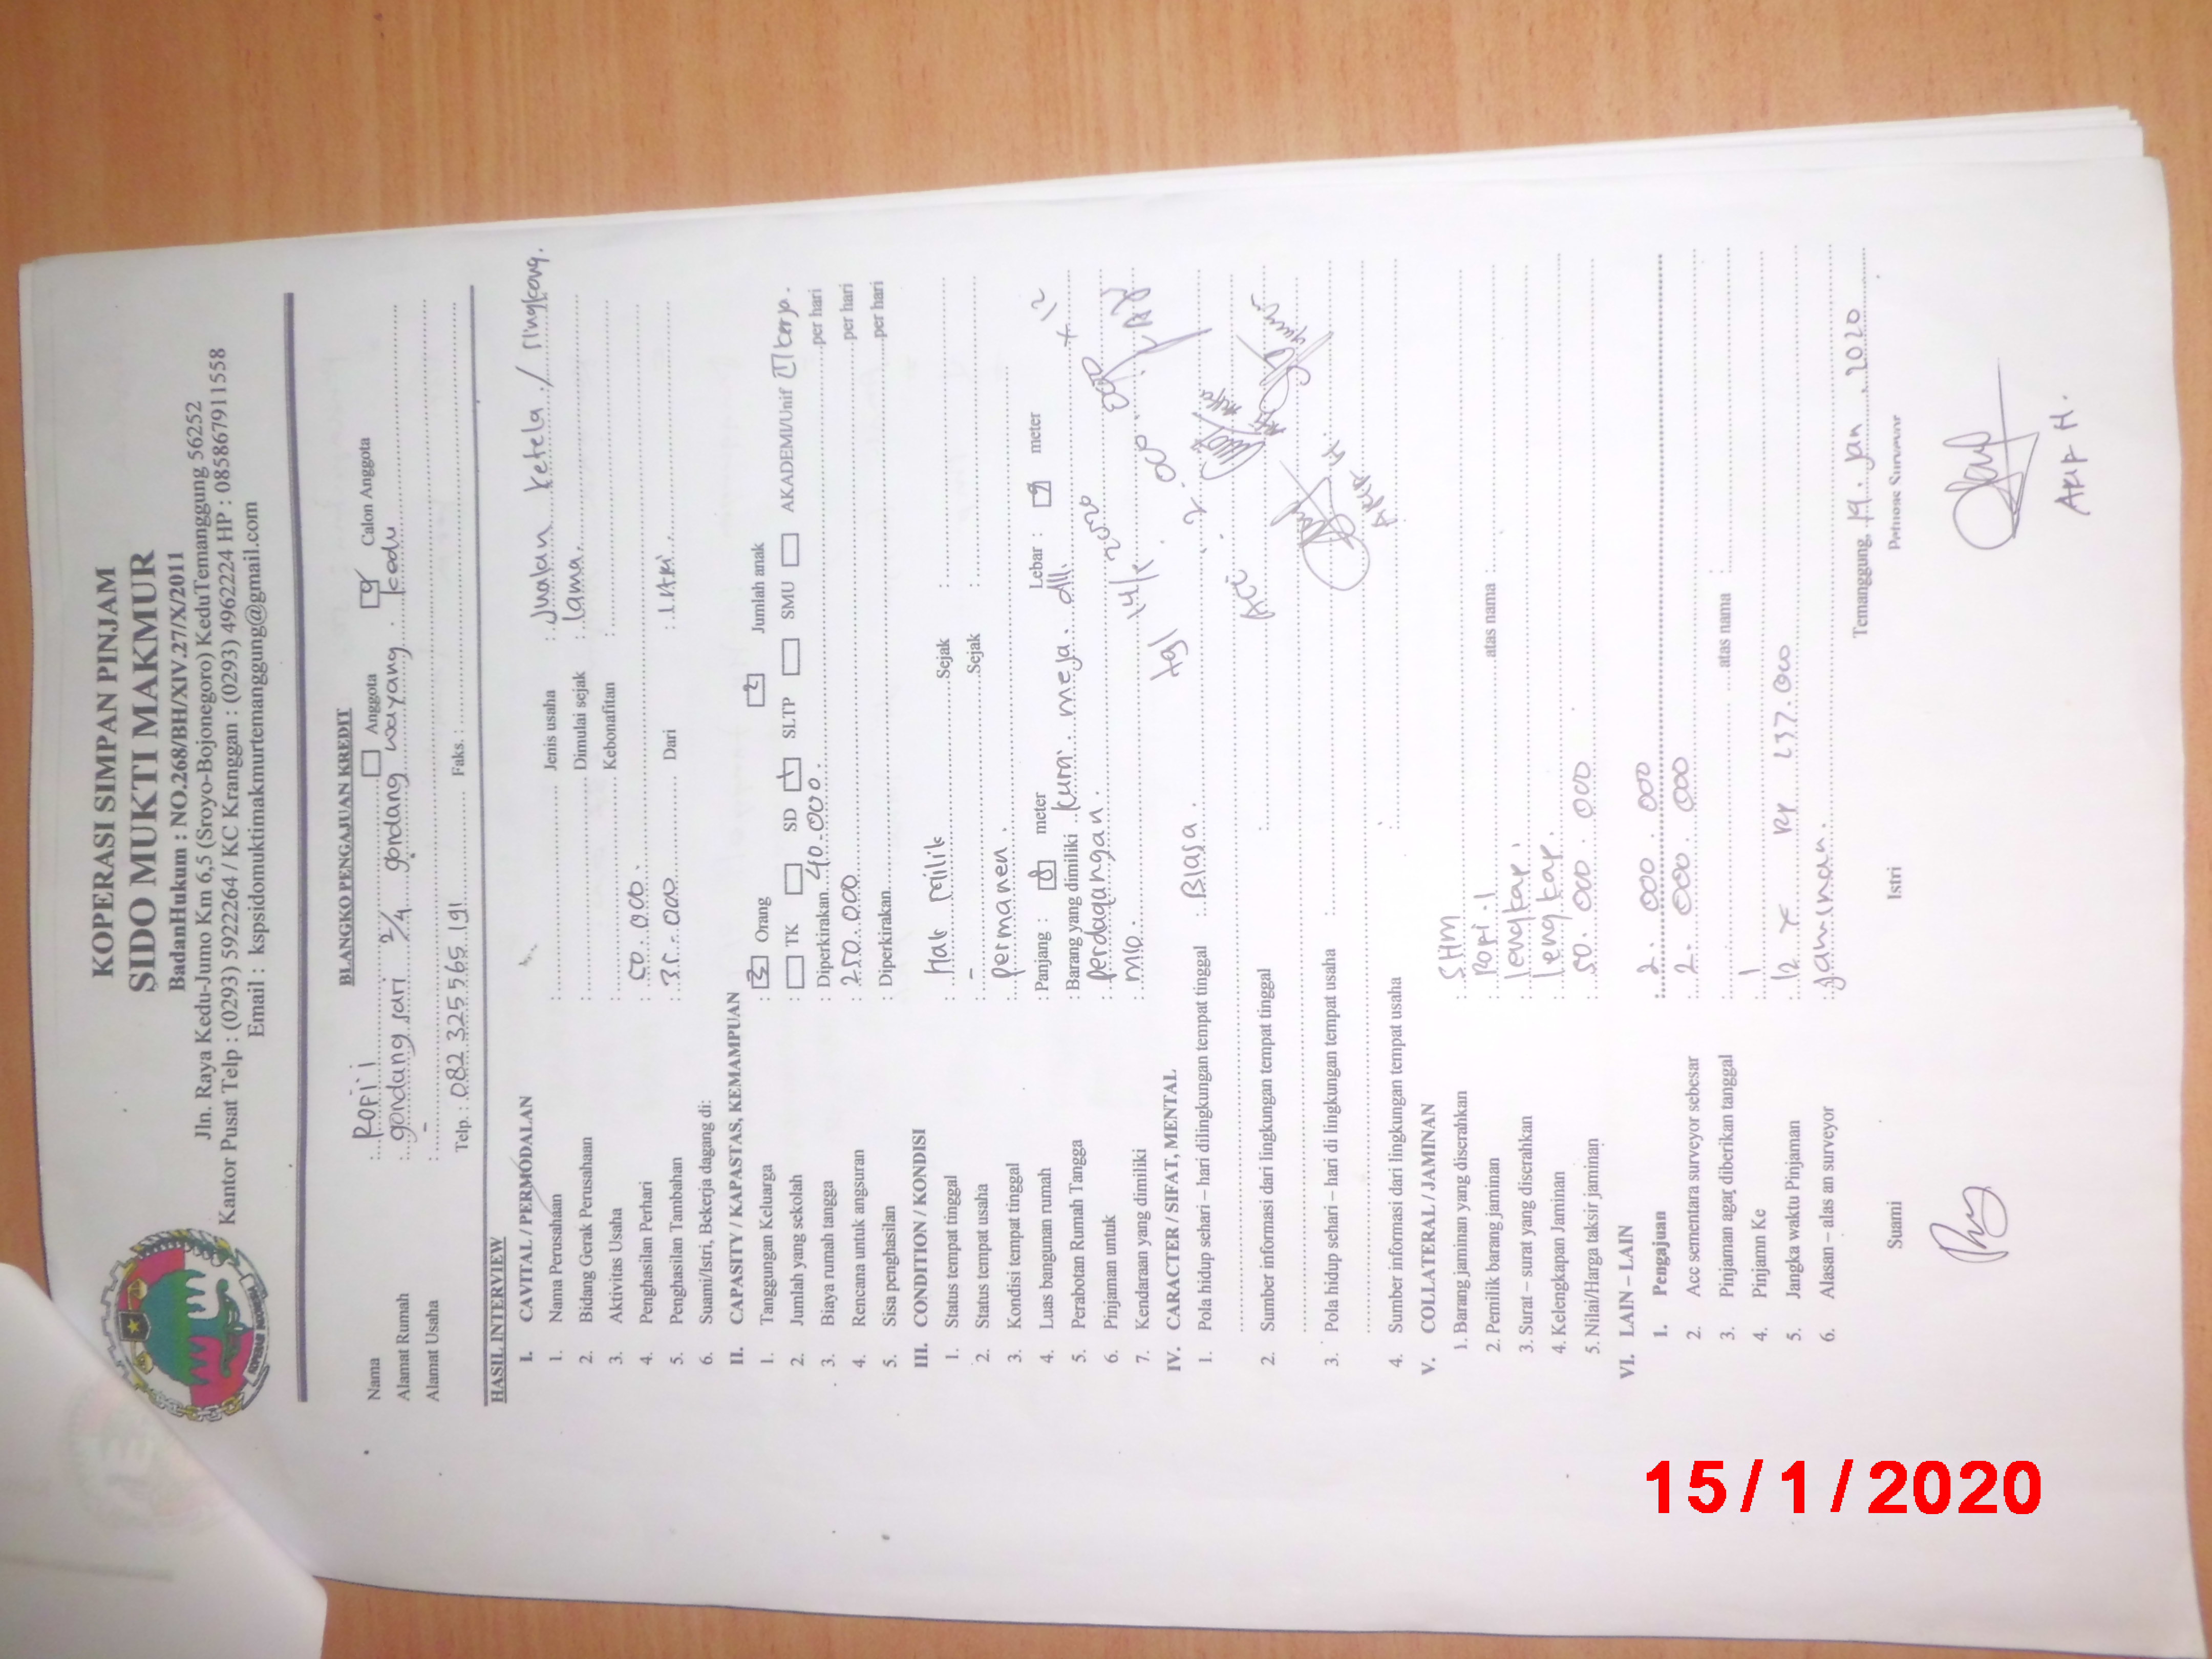 KOPERASI SIMPAN PINJAM
SIDO MUKTI MAKMUR
BadanHukum : NO.268/BH/XIV.27/X/2011
Jln. Raya Kedu-Jumo Km 6,5 (Sroyo-Bojonegoro) KeduTemanggung 56252
Kantor Pusat Telp : (0293) 5922264 / KC Kranggan : (0293) 4962224 HP : 085867911558
Email : kspsidomuktimakmurtemanggung@gmail.com
BLANGKO PENGAJUAN KREDIT
Nama : Rofi'i Anggota Calon Anggota
Alamat Rumah : gondang sari 2/4 gondang wayang . kedu
Alamat Usaha : -
Telp. : 082 325 565 191 Faks. :
HASIL INTERVIEW
I. CAVITAL / PERMODALAN
1. Nama Perusahaan : Jenis usaha : Jualan ketela / singkong.
2. Bidang Gerak Perusahaan : Dimulai sejak : lama.
3. Aktivitas Usaha : Kebonafitan :
4. Penghasilan Perhari : 50.000.
5. Penghasilan Tambahan : 35.000 Dari :
6. Suami/Istri, Bekerja dagang di:
II. CAPASITY / KAPASTAS, KEMAMPUAN
1. Tanggungan Keluarga : 3 Orang Jumlah anak
2. Jumlah yang sekolah : TK SD SLTP SMU AKADEMI/Unif kerja.
3. Biaya rumah tangga : Diperkirakan 40.000. per hari
4. Rencana untuk angsuran : 250.000 per hari
5. Sisa penghasilan : Diperkirakan per hari
III. CONDITION / KONDISI
1. Status tempat tinggal : Hak Milik Sejak :
2. Status tempat usaha : - Sejak :
3. Kondisi tempat tinggal : permanen.
4. Luas bangunan rumah : Panjang : 8 meter Lebar : 9 meter
5. Perabotan Rumah Tangga : Barang yang dimiliki kursi meja. dll.
6. Pinjaman untuk : perdagangan.
7. Kendaraan yang dimiliki : mio.
2.000.000 x 12
tgl 14/1 2020
ACC
IV. CARACTER / SIFAT, MENTAL
1. Pola hidup sehari – hari dilingkungan tempat tinggal : Biasa.
2. Sumber informasi dari lingkungan tempat tinggal :
3. Pola hidup sehari – hari di lingkungan tempat usaha :
4. Sumber informasi dari lingkungan tempat usaha :
V. COLLATERAL / JAMINAN
1. Barang jaminan yang diserahkan : SHM
2. Pemilik barang jaminan : Rofi'i atas nama :
3. Surat – surat yang diserahkan : lengkap.
4. Kelengkapan Jaminan : lengkap.
5. Nilai/Harga taksir jaminan : 50.000.000
VI. LAIN – LAIN
1. Pengajuan : 2.000.000
2. Acc sementara surveyor sebesar : 2.000.000
3. Pinjaman agar diberikan tanggal : atas nama :
4. Pinjamn Ke : 1
5. Jangka waktu Pinjaman : 12 x Rp 237.000
6. Alasan – alas an surveyor : Jaminan.
Temanggung, 14. Jan. 2020
Suami Istri Petugas Surveyor
Arif H.
15/1/2020